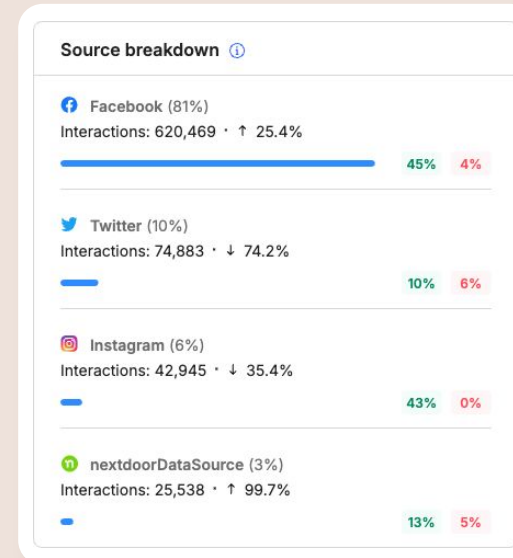 Source breakdown
Facebook (81%)
Interactions: 620,469 · ↑ 25.4%
45% 4%
Twitter (10%)
Interactions: 74,883 · ↓ 74.2%
10% 6%
Instagram (6%)
Interactions: 42,945 · ↓ 35.4%
43% 0%
nextdoorDataSource (3%)
Interactions: 25,538 · ↑ 99.7%
13% 5%